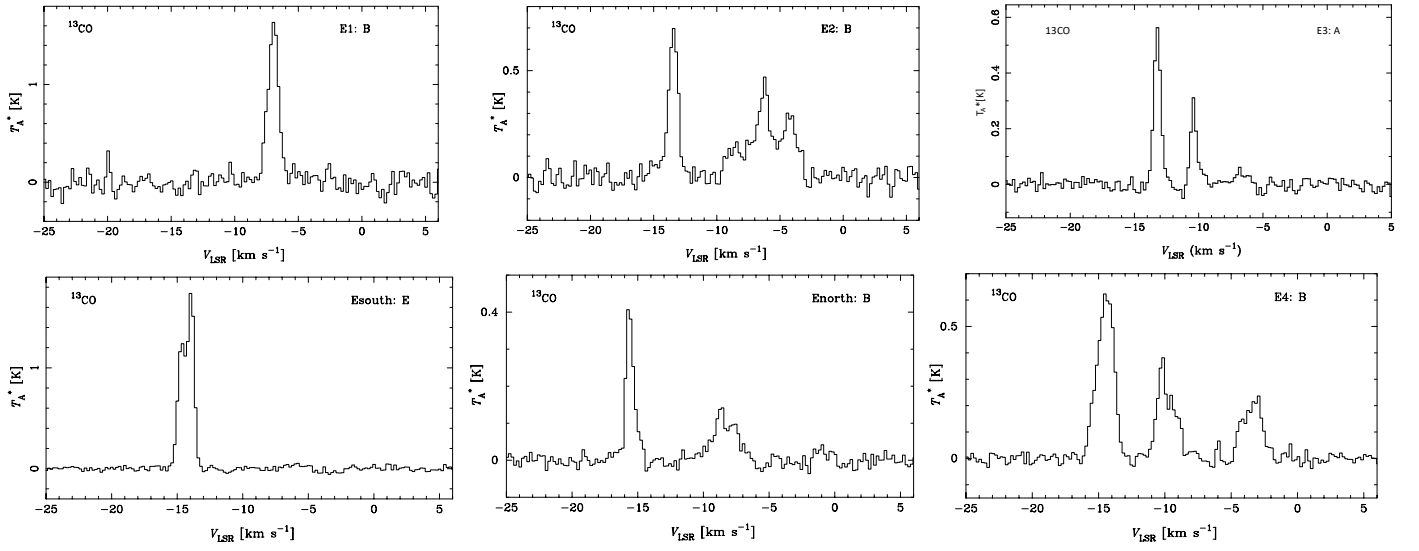 ¹³CO E1: B
1
0
T_A* [K]
−25 −20 −15 −10 −5 0 5
V_LSR [km s⁻¹]
¹³CO E2: B
0.5
0
T_A* [K]
−25 −20 −15 −10 −5 0 5
V_LSR [km s⁻¹]
13CO E3: A
0.6
0.4
0.2
0
T_A*[K]
−25 −20 −15 −10 −5 0 5
V_LSR (km s⁻¹)
¹³CO Esouth: E
1
0
T_A* [K]
−25 −20 −15 −10 −5 0 5
V_LSR [km s⁻¹]
¹³CO Enorth: B
0.4
0
T_A* [K]
−25 −20 −15 −10 −5 0 5
V_LSR [km s⁻¹]
¹³CO E4: B
0.5
0
T_A* [K]
−25 −20 −15 −10 −5 0 5
V_LSR [km s⁻¹]